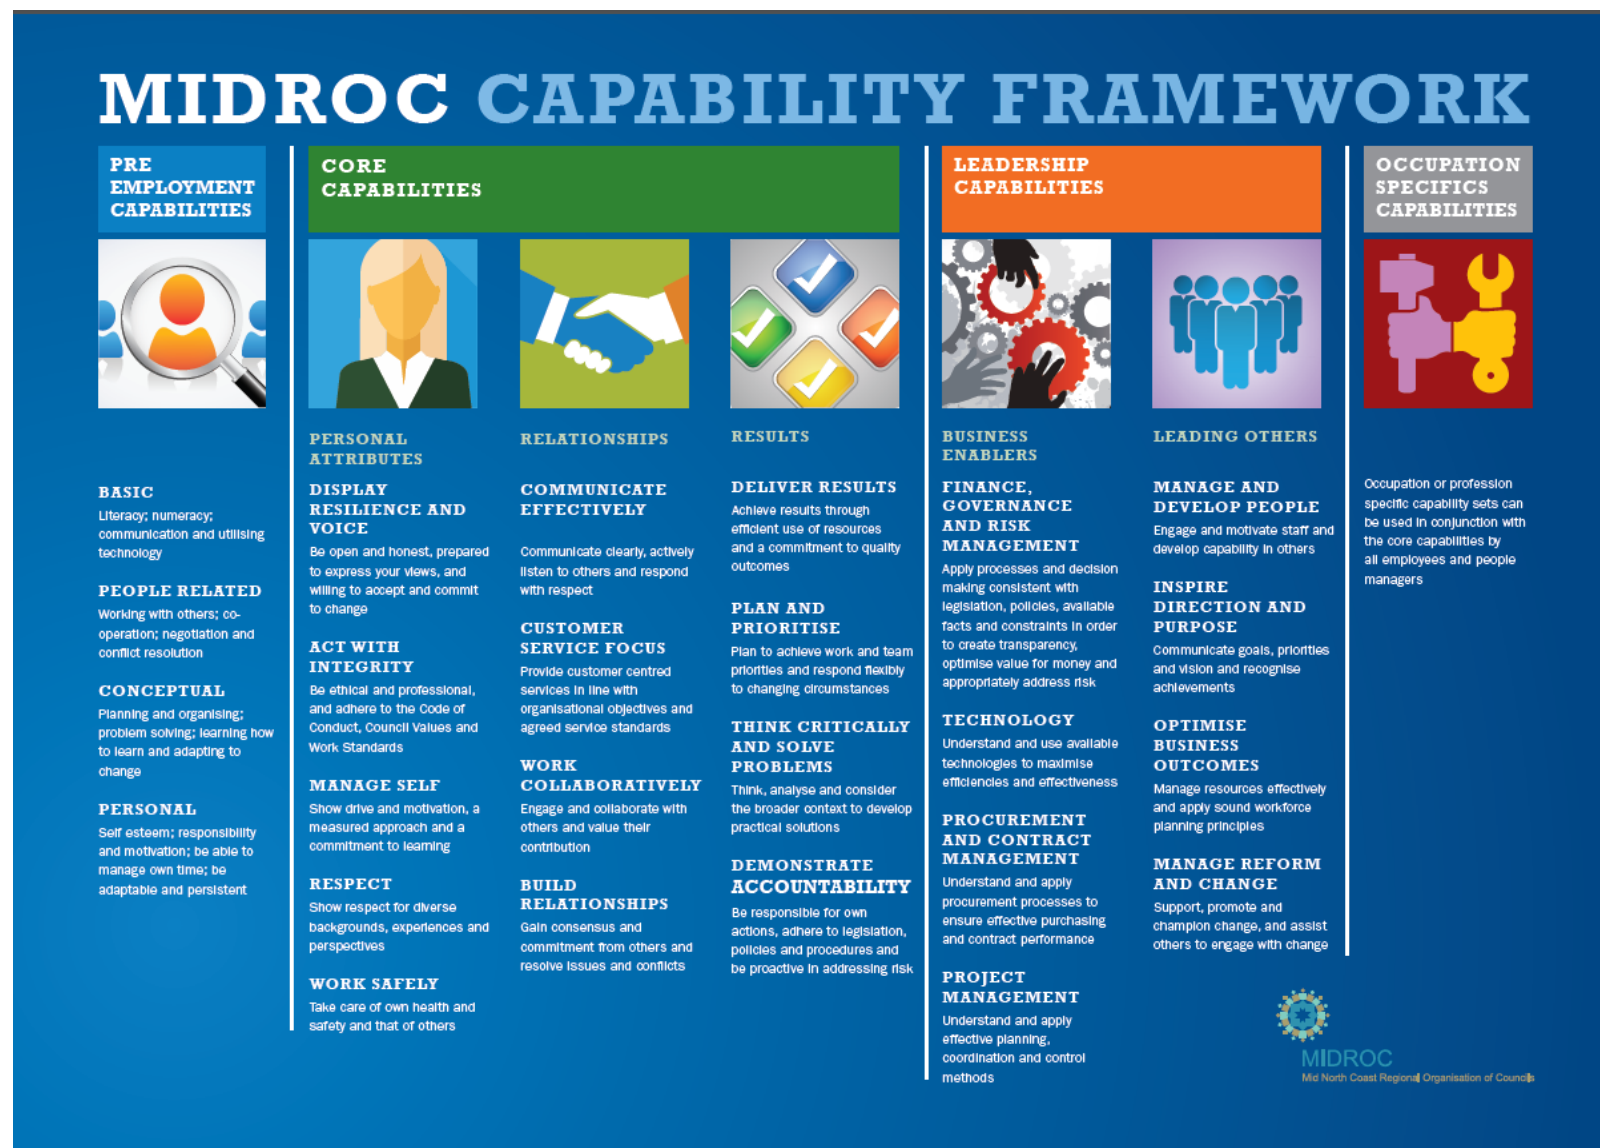 MIDROC CAPABILITY FRAMEWORK
PRE
EMPLOYMENT
CAPABILITIES
BASIC
Literacy; numeracy;
communication and utilising
technology
PEOPLE RELATED
Working with others; co-
operation; negotiation and
conflict resolution
CONCEPTUAL
Planning and organising;
problem solving; learning how
to learn and adapting to
change
PERSONAL
Self esteem; responsibility
and motivation; be able to
manage own time; be
adaptable and persistent
CORE
CAPABILITIES
PERSONAL
ATTRIBUTES
DISPLAY
RESILIENCE AND
VOICE
Be open and honest, prepared
to express your views, and
willing to accept and commit
to change
ACT WITH
INTEGRITY
Be ethical and professional,
and adhere to the Code of
Conduct, Council Values and
Work Standards
MANAGE SELF
Show drive and motivation, a
measured approach and a
commitment to learning
RESPECT
Show respect for diverse
backgrounds, experiences and
perspectives
WORK SAFELY
Take care of own health and
safety and that of others
RELATIONSHIPS
COMMUNICATE
EFFECTIVELY
Communicate clearly, actively
listen to others and respond
with respect
CUSTOMER
SERVICE FOCUS
Provide customer centred
services in line with
organisational objectives and
agreed service standards
WORK
COLLABORATIVELY
Engage and collaborate with
others and value their
contribution
BUILD
RELATIONSHIPS
Gain consensus and
commitment from others and
resolve issues and conflicts
RESULTS
DELIVER RESULTS
Achieve results through
efficient use of resources
and a commitment to quality
outcomes
PLAN AND
PRIORITISE
Plan to achieve work and team
priorities and respond flexibly
to changing circumstances
THINK CRITICALLY
AND SOLVE
PROBLEMS
Think, analyse and consider
the broader context to develop
practical solutions
DEMONSTRATE
ACCOUNTABILITY
Be responsible for own
actions, adhere to legislation,
policies and procedures and
be proactive in addressing risk
LEADERSHIP
CAPABILITIES
BUSINESS
ENABLERS
FINANCE,
GOVERNANCE
AND RISK
MANAGEMENT
Apply processes and decision
making consistent with
legislation, policies, available
facts and constraints in order
to create transparency,
optimise value for money and
appropriately address risk
TECHNOLOGY
Understand and use available
technologies to maximise
efficiencies and effectiveness
PROCUREMENT
AND CONTRACT
MANAGEMENT
Understand and apply
procurement processes to
ensure effective purchasing
and contract performance
PROJECT
MANAGEMENT
Understand and apply
effective planning,
coordination and control
methods
LEADING OTHERS
MANAGE AND
DEVELOP PEOPLE
Engage and motivate staff and
develop capability in others
INSPIRE
DIRECTION AND
PURPOSE
Communicate goals, priorities
and vision and recognise
achievements
OPTIMISE
BUSINESS
OUTCOMES
Manage resources effectively
and apply sound workforce
planning principles
MANAGE REFORM
AND CHANGE
Support, promote and
champion change, and assist
others to engage with change
OCCUPATION
SPECIFICS
CAPABILITIES
Occupation or profession
specific capability sets can
be used in conjunction with
the core capabilities by
all employees and people
managers
MIDROC
Mid North Coast Regional Organisation of Councils